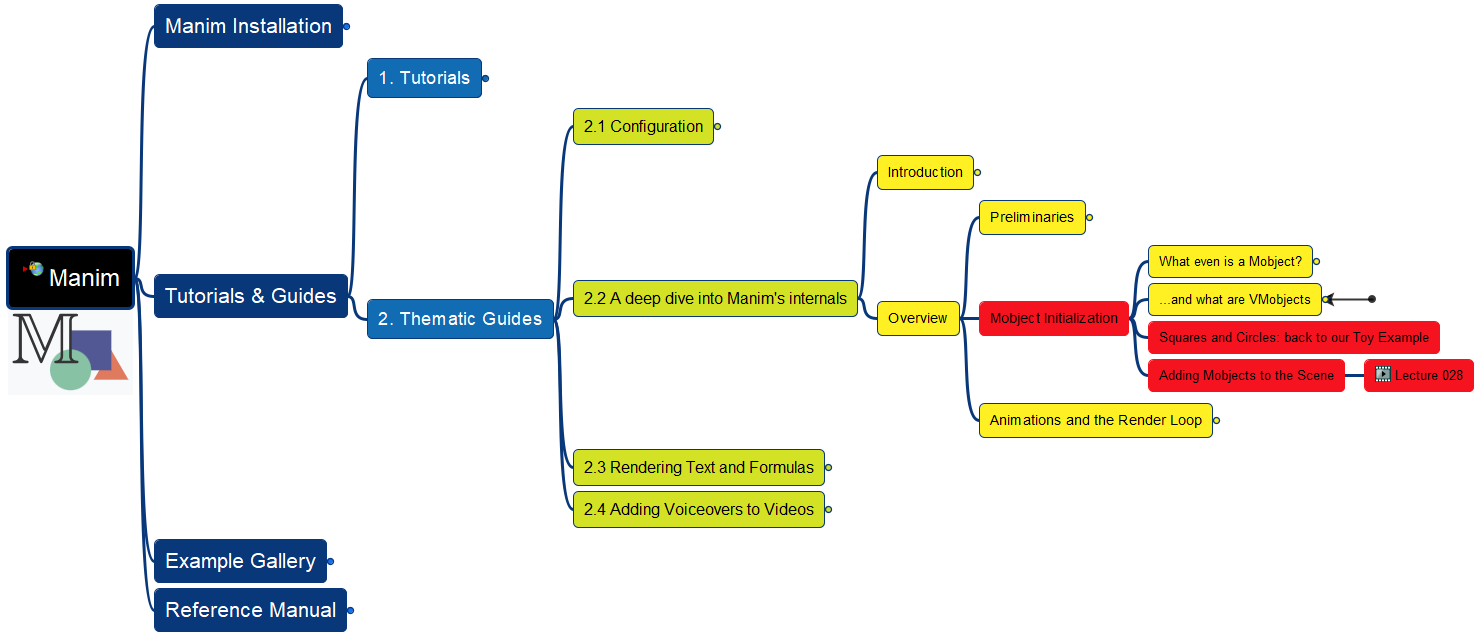 Manim Installation
1. Tutorials
2.1 Configuration
Introduction
Preliminaries
What even is a Mobject?
Manim
Tutorials & Guides
2. Thematic Guides
2.2 A deep dive into Manim's internals
Overview
Mobject Initialization
...and what are VMobjects
Squares and Circles: back to our Toy Example
Adding Mobjects to the Scene
Lecture 028
M
Animations and the Render Loop
2.3 Rendering Text and Formulas
2.4 Adding Voiceovers to Videos
Example Gallery
Reference Manual